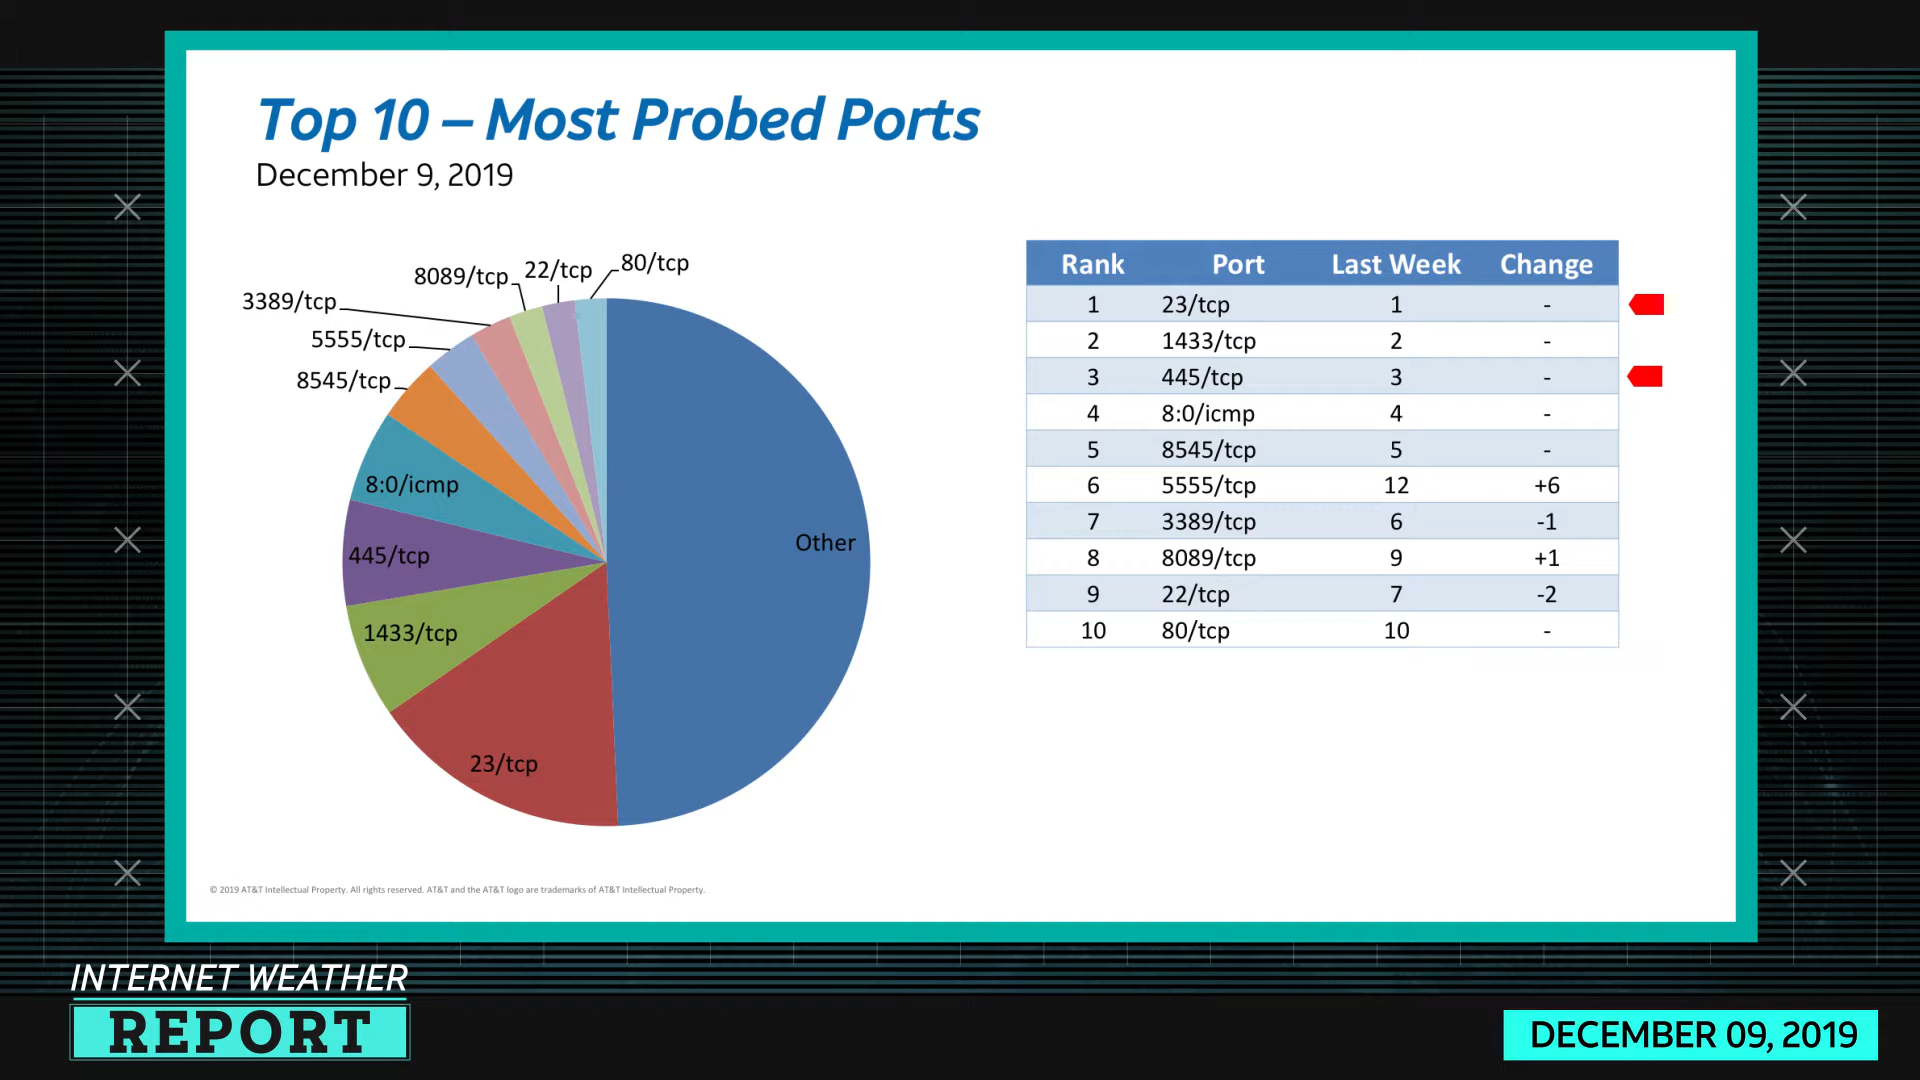 Top 10 – Most Probed Ports
December 9, 2019
80/tcp
22/tcp
8089/tcp
3389/tcp
5555/tcp
8545/tcp
8:0/icmp
445/tcp
1433/tcp
23/tcp
Other
Rank Port Last Week Change
1 23/tcp 1 -
2 1433/tcp 2 -
3 445/tcp 3 -
4 8:0/icmp 4 -
5 8545/tcp 5 -
6 5555/tcp 12 +6
7 3389/tcp 6 -1
8 8089/tcp 9 +1
9 22/tcp 7 -2
10 80/tcp 10 -
© 2019 AT&T Intellectual Property. All rights reserved. AT&T and the AT&T logo are trademarks of AT&T Intellectual Property.
INTERNET WEATHER
REPORT
DECEMBER 09, 2019